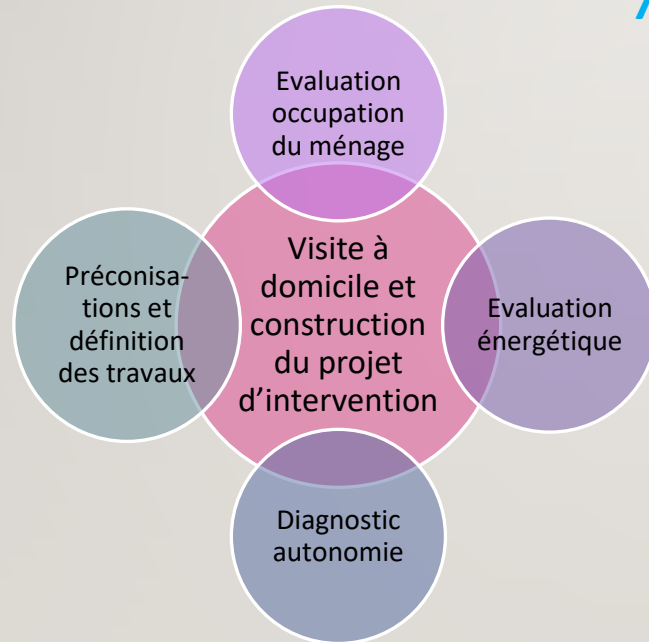 Evaluation
occupation
du ménage
Préconisa-
tions et
définition
des travaux
Visite à
domicile et
construction
du projet
d’intervention
Evaluation
énergétique
Diagnostic
autonomie